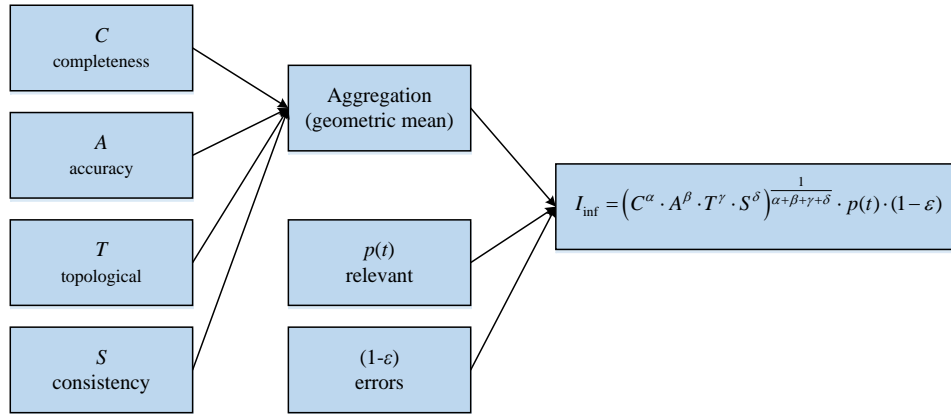 C
completeness
A
accuracy
T
topological
S
consistency
Aggregation
(geometric mean)
p(t)
relevant
(1-ε)
errors
I_inf = (C^α · A^β · T^γ · S^δ)^{1/(α+β+γ+δ)} · p(t) · (1 − ε)